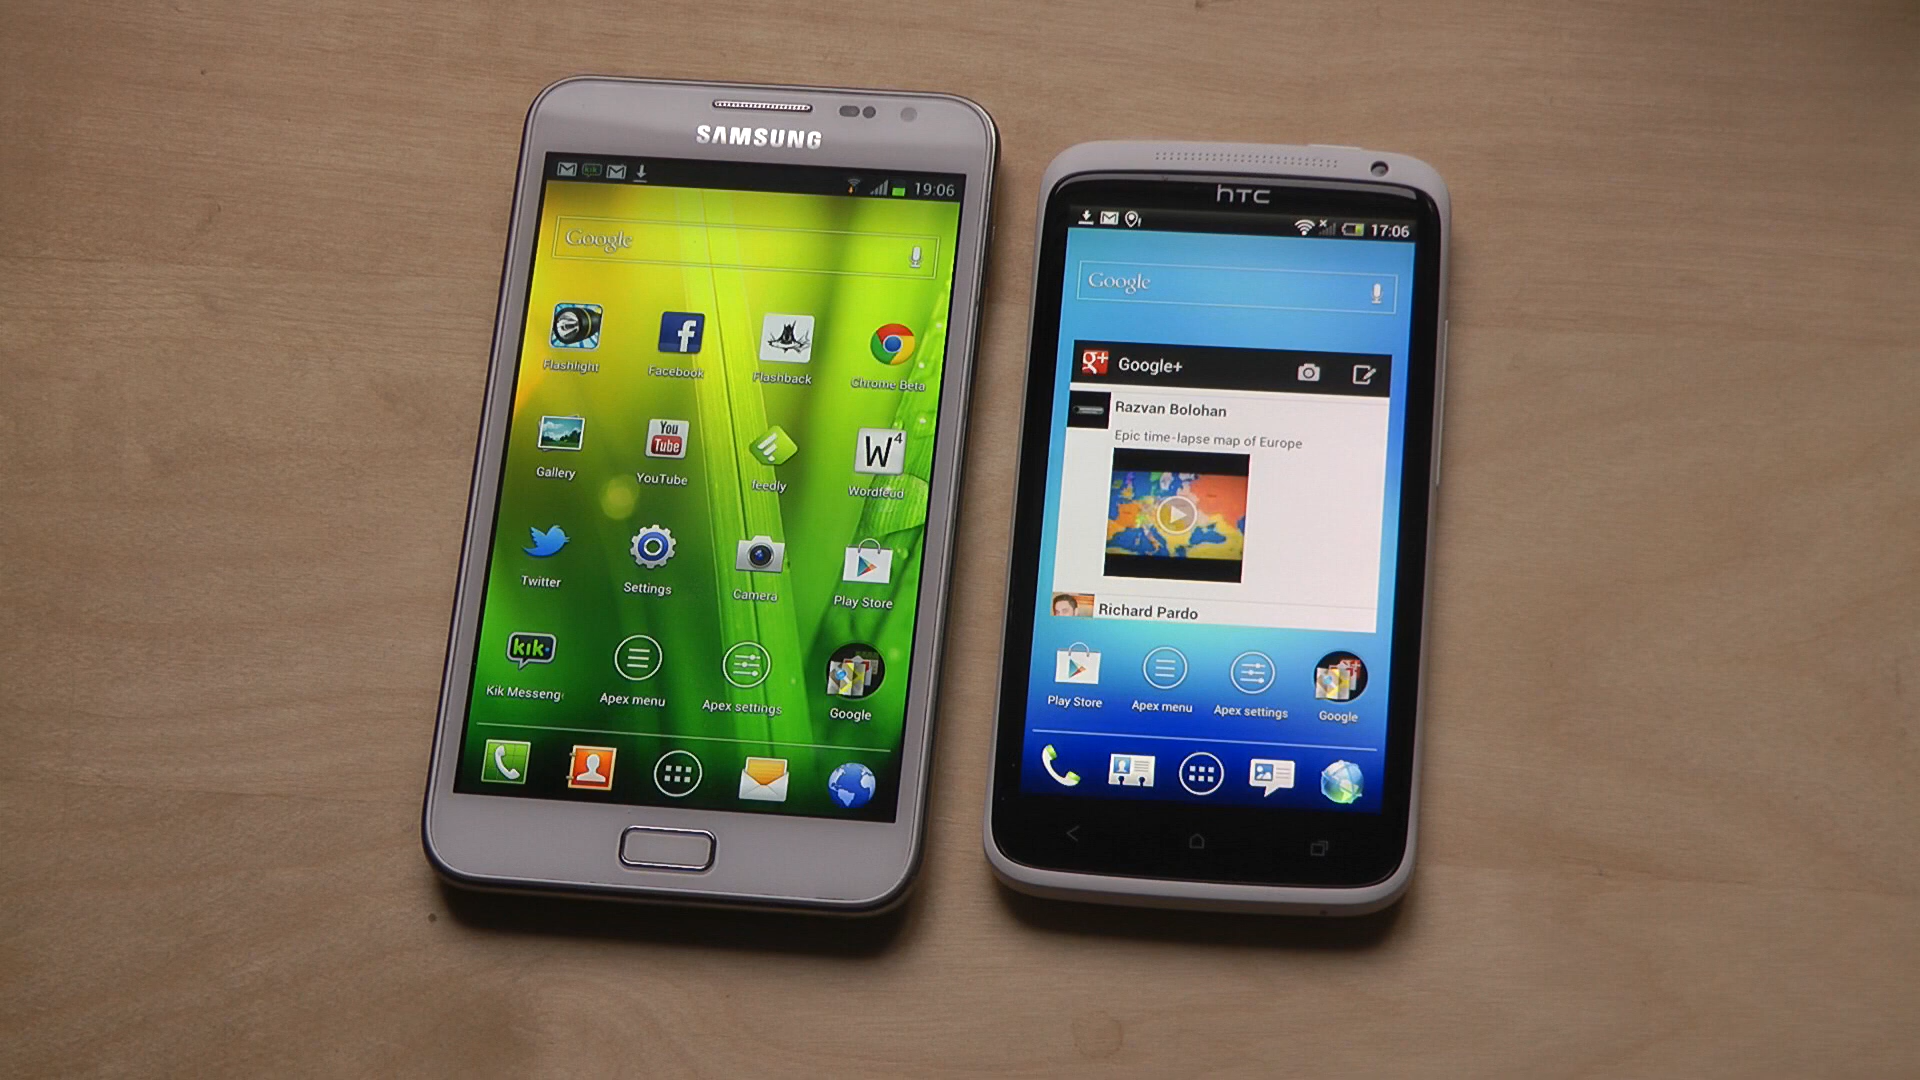 SAMSUNG
kik
19:06
Google
Flashlight
Facebook
Flashback
Chrome Beta
Gallery
You
Tube
YouTube
feedly
W4
Wordfeud
Twitter
Settings
Camera
Play Store
kik
Kik Messeng
Apex menu
Apex settings
Google
hTC
17:06
Google
g+
Google+
Razvan Bolohan
Epic time-lapse map of Europe
Richard Pardo
Play Store
Apex menu
Apex settings
Google